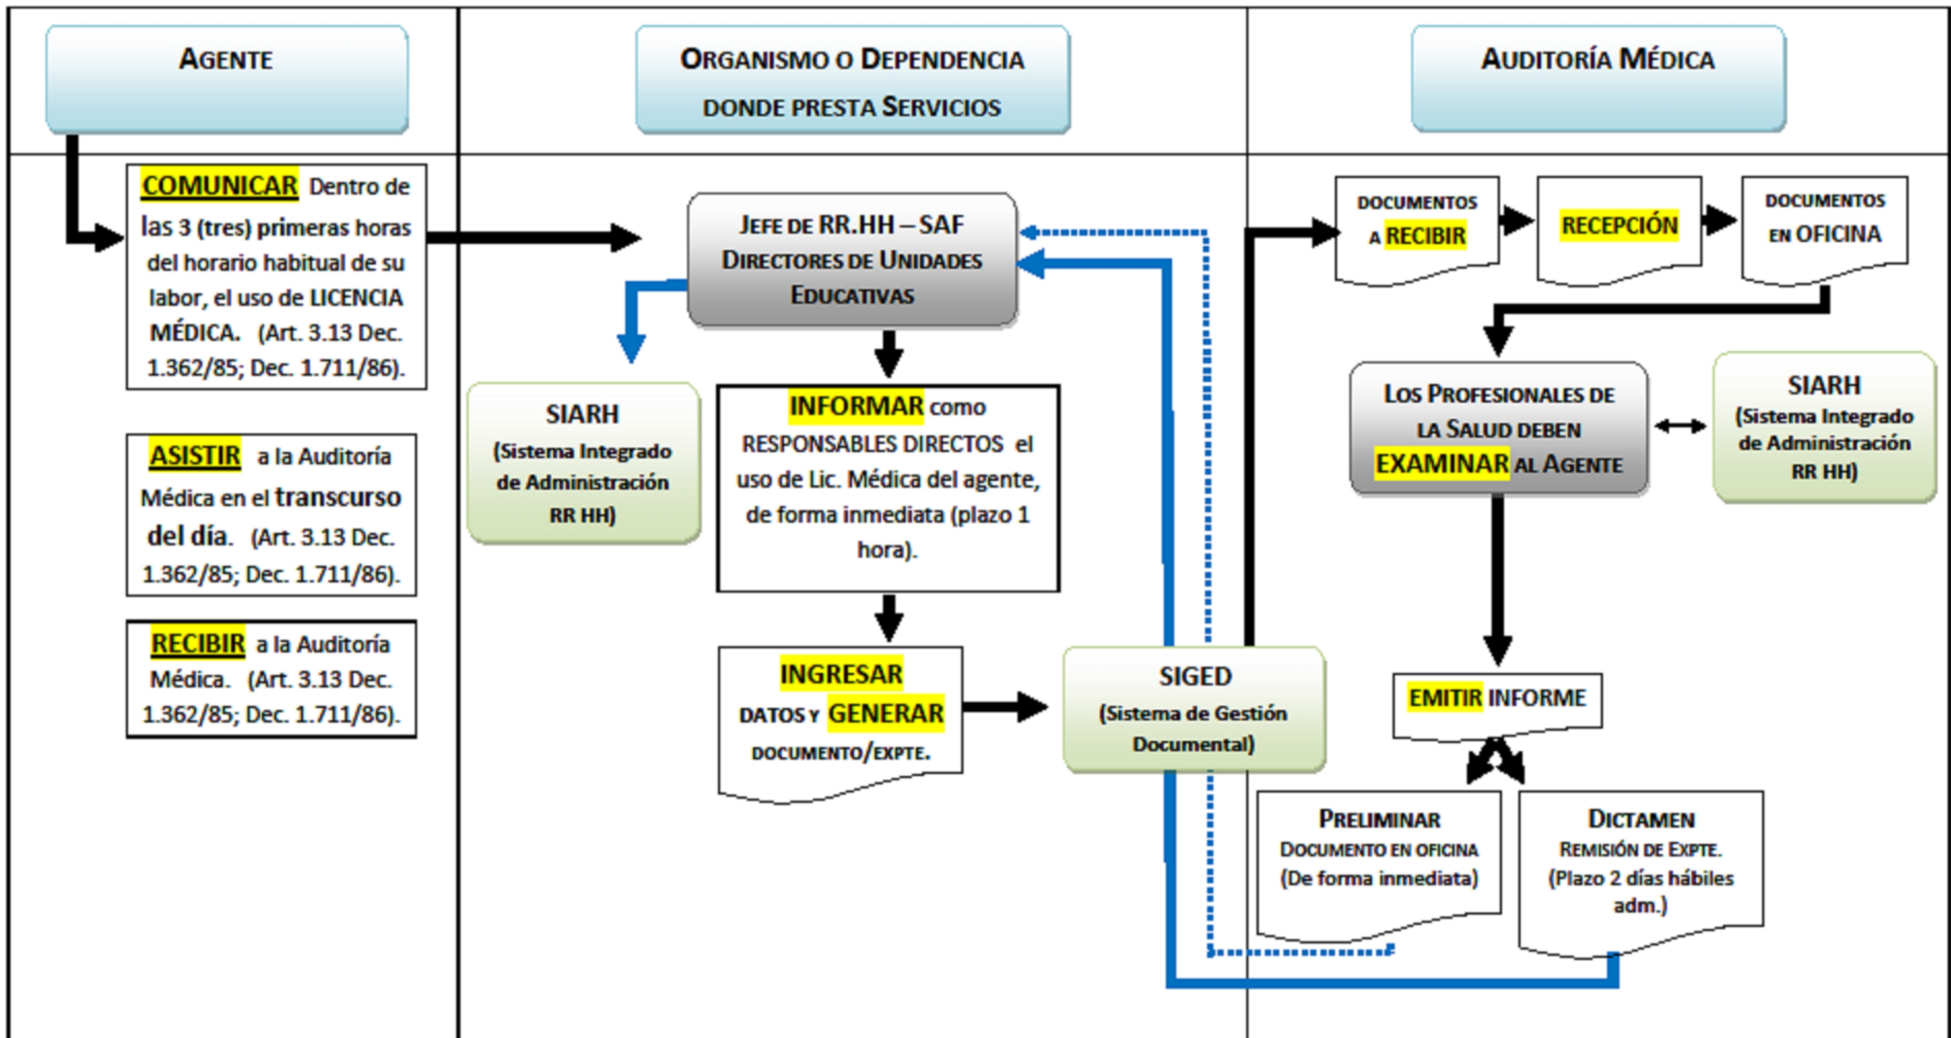 AGENTE
ORGANISMO O DEPENDENCIA
DONDE PRESTA SERVICIOS
AUDITORÍA MÉDICA
COMUNICAR Dentro de
las 3 (tres) primeras horas
del horario habitual de su
labor, el uso de LICENCIA
MÉDICA. (Art. 3.13 Dec.
1.362/85; Dec. 1.711/86).
ASISTIR a la Auditoría
Médica en el transcurso
del día. (Art. 3.13 Dec.
1.362/85; Dec. 1.711/86).
RECIBIR a la Auditoría
Médica. (Art. 3.13 Dec.
1.362/85; Dec. 1.711/86).
JEFE DE RR.HH – SAF
DIRECTORES DE UNIDADES
EDUCATIVAS
SIARH
(Sistema Integrado
de Administración
RR HH)
INFORMAR como
RESPONSABLES DIRECTOS el
uso de Lic. Médica del agente,
de forma inmediata (plazo 1
hora).
INGRESAR
DATOS Y GENERAR
DOCUMENTO/EXPTE.
SIGED
(Sistema de Gestión
Documental)
DOCUMENTOS
A RECIBIR
RECEPCIÓN
DOCUMENTOS
EN OFICINA
LOS PROFESIONALES DE
LA SALUD DEBEN
EXAMINAR AL AGENTE
SIARH
(Sistema Integrado
de Administración
RR HH)
EMITIR INFORME
PRELIMINAR
DOCUMENTO EN OFICINA
(De forma inmediata)
DICTAMEN
REMISIÓN DE EXPTE.
(Plazo 2 días hábiles
adm.)